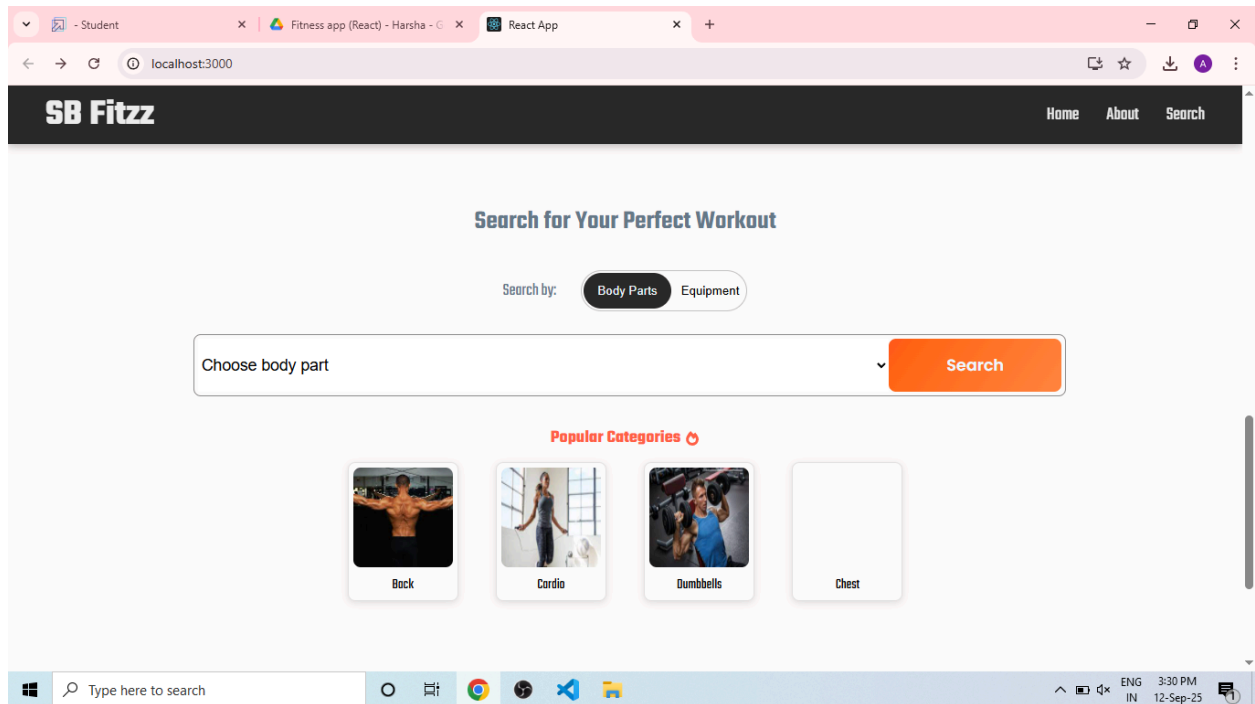 - Student
Fitness app (React) - Harsha - G
React App
localhost:3000
A
SB Fitzz
Home About Search
Search for Your Perfect Workout
Search by: Body Parts Equipment
Choose body part
Search
Popular Categories
Back Cardio Dumbbells Chest
Type here to search
ENG 3:30 PM
IN 12-Sep-25
1